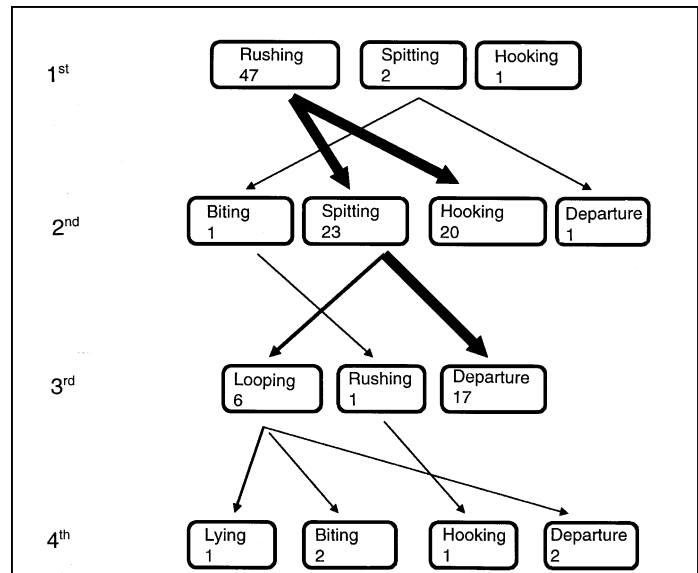 1st
Rushing
47
Spitting
2
Hooking
1
2nd
Biting
1
Spitting
23
Hooking
20
Departure
1
3rd
Looping
6
Rushing
1
Departure
17
4th
Lying
1
Biting
2
Hooking
1
Departure
2